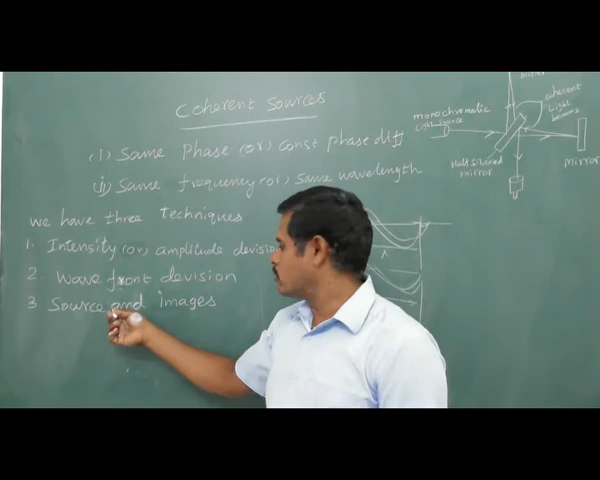 Coherent Sources
(i) Same Phase (or) const phase diff
(ii) Same frequency (or) same wavelength
we have three Techniques
1. Intensity (or) amplitude devision
2 Wave front devision
3 Source and images
mirror
coherent
Light
beams
monochromatic
Light source
Half silvered
mirror
mirror
λ